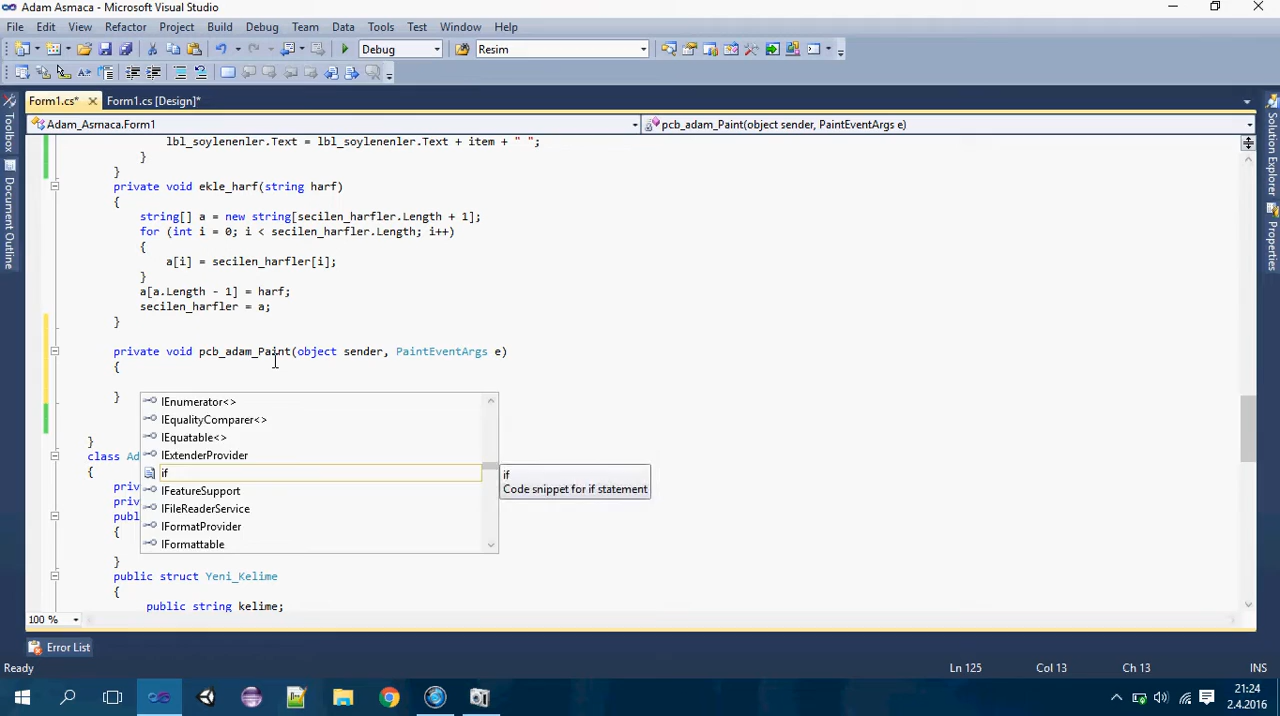 Adam Asmaca - Microsoft Visual Studio
File Edit View Refactor Project Build Debug Team Data Tools Test Window Help
Debug Resim
Form1.cs* Form1.cs [Design]*
Adam_Asmaca.Form1 pcb_adam_Paint(object sender, PaintEventArgs e)
Toolbox
Document Outline
Solution Explorer
Properties
lbl_soylenenler.Text = lbl_soylenenler.Text + item + " ";
}
}
private void ekle_harf(string harf)
{
string[] a = new string[secilen_harfler.Length + 1];
for (int i = 0; i < secilen_harfler.Length; i++)
{
a[i] = secilen_harfler[i];
}
a[a.Length - 1] = harf;
secilen_harfler = a;
}
private void pcb_adam_Paint(object sender, PaintEventArgs e)
{
}
IEnumerator<>
IEqualityComparer<>
IEquatable<>
IExtenderProvider
if
IFeatureSupport
IFileReaderService
IFormatProvider
IFormattable
if
Code snippet for if statement
}
class Ad
{
priv
priv
publ
{
}
public struct Yeni_Kelime
{
public string kelime;
100 %
Error List
Ready Ln 125 Col 13 Ch 13 INS
21:24
2.4.2016